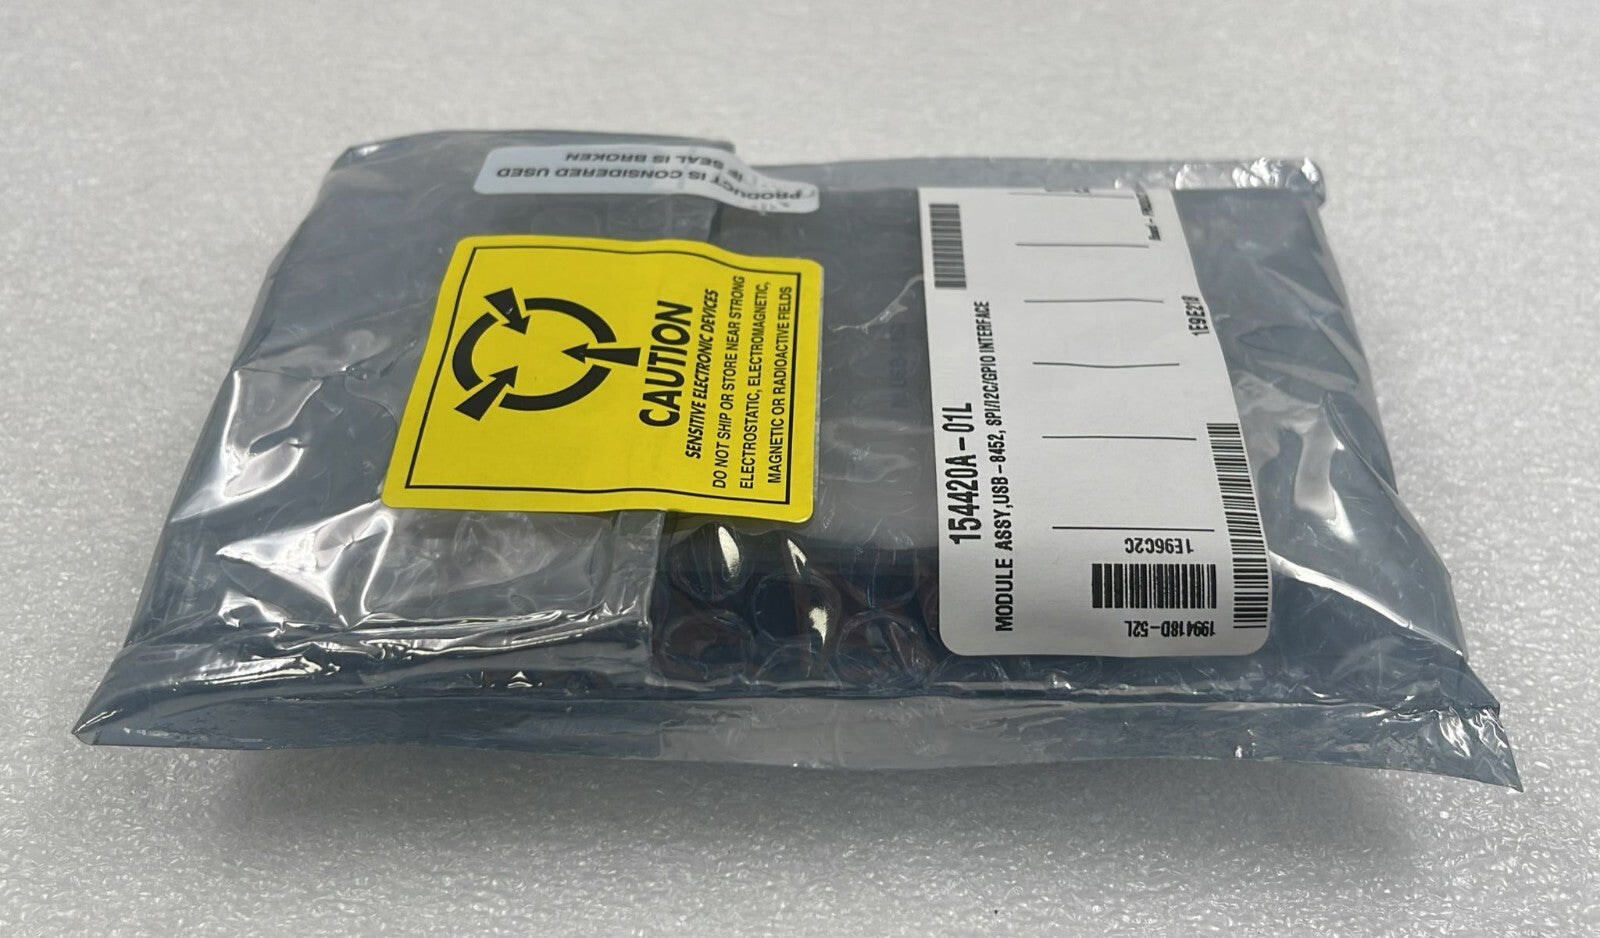 PRODUCT IS CONSIDERED USED
IF SEAL IS BROKEN
CAUTION
SENSITIVE ELECTRONIC DEVICES
DO NOT SHIP OR STORE NEAR STRONG
ELECTROSTATIC, ELECTROMAGNETIC,
MAGNETIC OR RADIOACTIVE FIELDS
154420A-01L
MODULE ASSY,USB-8452, SPI/I2C/GPIO INTERFACE
1E9E218
1E96C2C
199418D-52L